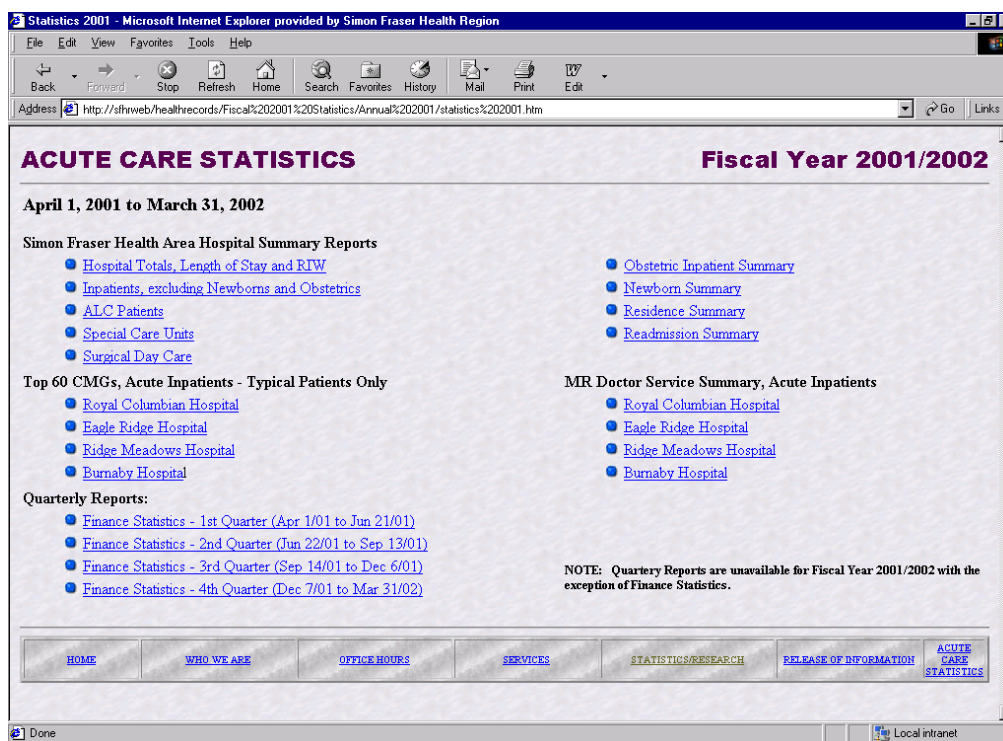 Statistics 2001 - Microsoft Internet Explorer provided by Simon Fraser Health Region
File Edit View Favorites Tools Help
Back Forward Stop Refresh Home Search Favorites History Mail Print Edit
Address http://sfhrweb/healthrecords/Fiscal%202001%20Statistics/Annual%202001/statistics%202001.htm Go Links
ACUTE CARE STATISTICS Fiscal Year 2001/2002
April 1, 2001 to March 31, 2002
Simon Fraser Health Area Hospital Summary Reports
Hospital Totals, Length of Stay and RIW
Inpatients, excluding Newborns and Obstetrics
ALC Patients
Special Care Units
Surgical Day Care
Obstetric Inpatient Summary
Newborn Summary
Residence Summary
Readmission Summary
Top 60 CMGs, Acute Inpatients - Typical Patients Only
Royal Columbian Hospital
Eagle Ridge Hospital
Ridge Meadows Hospital
Burnaby Hospital
MR Doctor Service Summary, Acute Inpatients
Royal Columbian Hospital
Eagle Ridge Hospital
Ridge Meadows Hospital
Burnaby Hospital
Quarterly Reports:
Finance Statistics - 1st Quarter (Apr 1/01 to Jun 21/01)
Finance Statistics - 2nd Quarter (Jun 22/01 to Sep 13/01)
Finance Statistics - 3rd Quarter (Sep 14/01 to Dec 6/01)
Finance Statistics - 4th Quarter (Dec 7/01 to Mar 31/02)
NOTE: Quartery Reports are unavailable for Fiscal Year 2001/2002 with the
exception of Finance Statistics.
HOME WHO WE ARE OFFICE HOURS SERVICES STATISTICS/RESEARCH RELEASE OF INFORMATION
ACUTE
CARE
STATISTICS
Done Local intranet